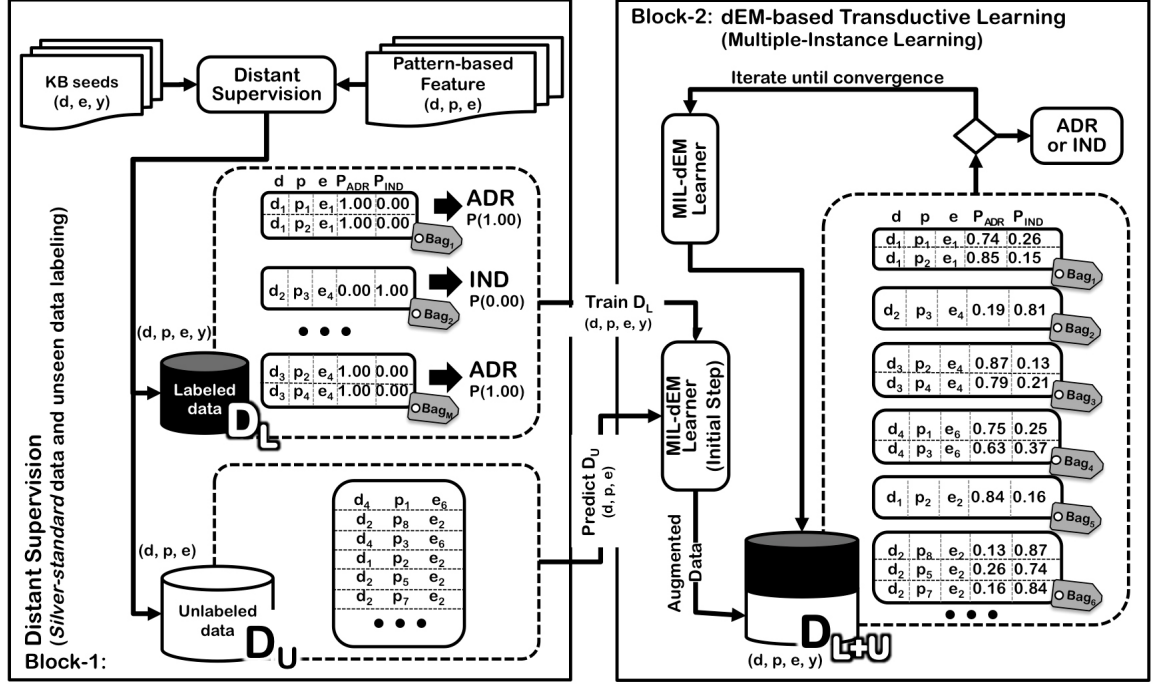 KB seeds
(d, e, y)
Distant
Supervision
Pattern-based
Feature
(d, p, e)
d p e P_ADR P_IND
d₁ p₁ e₁ 1.00 0.00
d₁ p₂ e₁ 1.00 0.00
Bag₁
ADR
P(1.00)
d₂ p₃ e₄ 0.00 1.00
Bag₂
IND
P(0.00)
• • •
d₃ p₂ e₄ 1.00 0.00
d₃ p₄ e₄ 1.00 0.00
Bag_M
ADR
P(1.00)
(d, p, e, y)
Labeled
data
D_L
(d, p, e)
Unlabeled
data
D_U
d₄ p₁ e₆
d₂ p₈ e₂
d₄ p₃ e₆
d₁ p₂ e₂
d₂ p₅ e₂
d₂ p₇ e₂
• • •
Distant Supervision
(Silver-standard data and unseen data labeling)
Block-1:
Train D_L
(d, p, e, y)
Predict D_U
(d, p, e)
Block-2: dEM-based Transductive Learning
(Multiple-Instance Learning)
Iterate until convergence
MIL-dEM
Learner
ADR
or IND
MIL-dEM
Learner
(Initial Step)
Augmented
Data
D_L+U
(d, p, e, y)
d p e P_ADR P_IND
d₁ p₁ e₁ 0.74 0.26
d₁ p₂ e₁ 0.85 0.15
Bag₁
d₂ p₃ e₄ 0.19 0.81
Bag₂
d₃ p₂ e₄ 0.87 0.13
d₃ p₄ e₄ 0.79 0.21
Bag₃
d₄ p₁ e₆ 0.75 0.25
d₄ p₃ e₆ 0.63 0.37
Bag₄
d₁ p₂ e₂ 0.84 0.16
Bag₅
d₂ p₈ e₂ 0.13 0.87
d₂ p₅ e₂ 0.26 0.74
d₂ p₇ e₂ 0.16 0.84
Bag₆
• • •